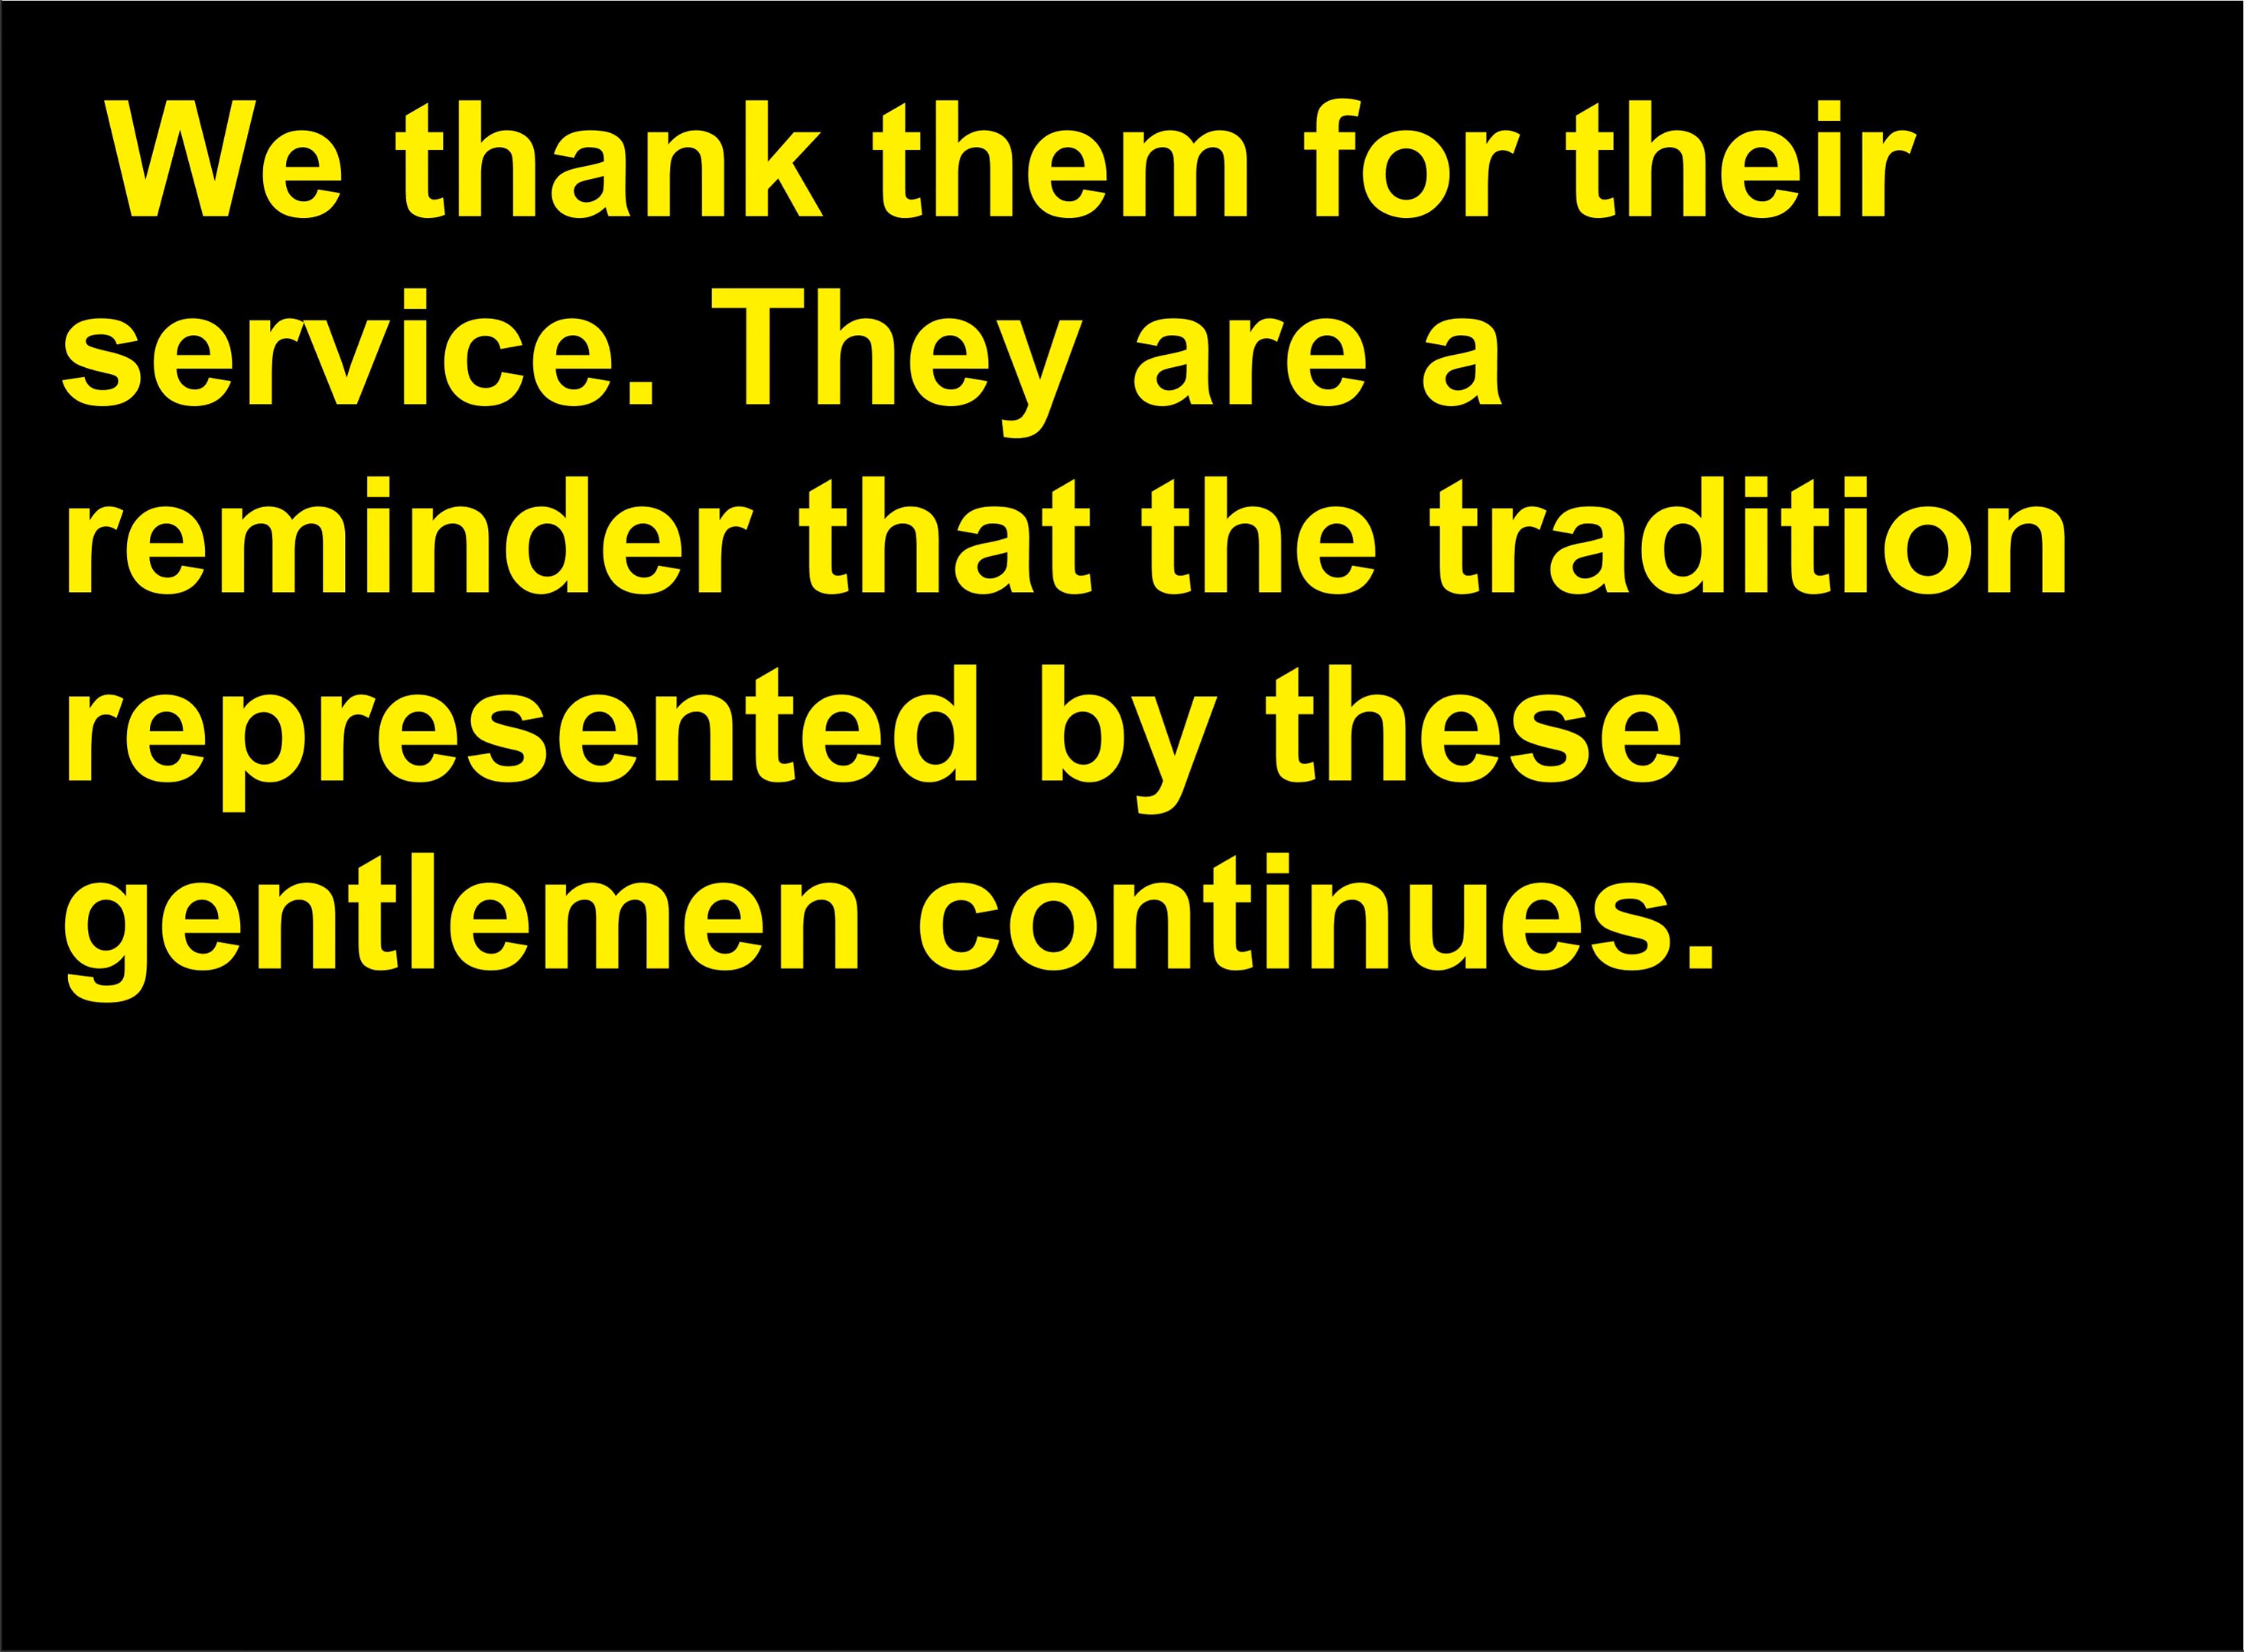 We thank them for their
service. They are a
reminder that the tradition
represented by these
gentlemen continues.